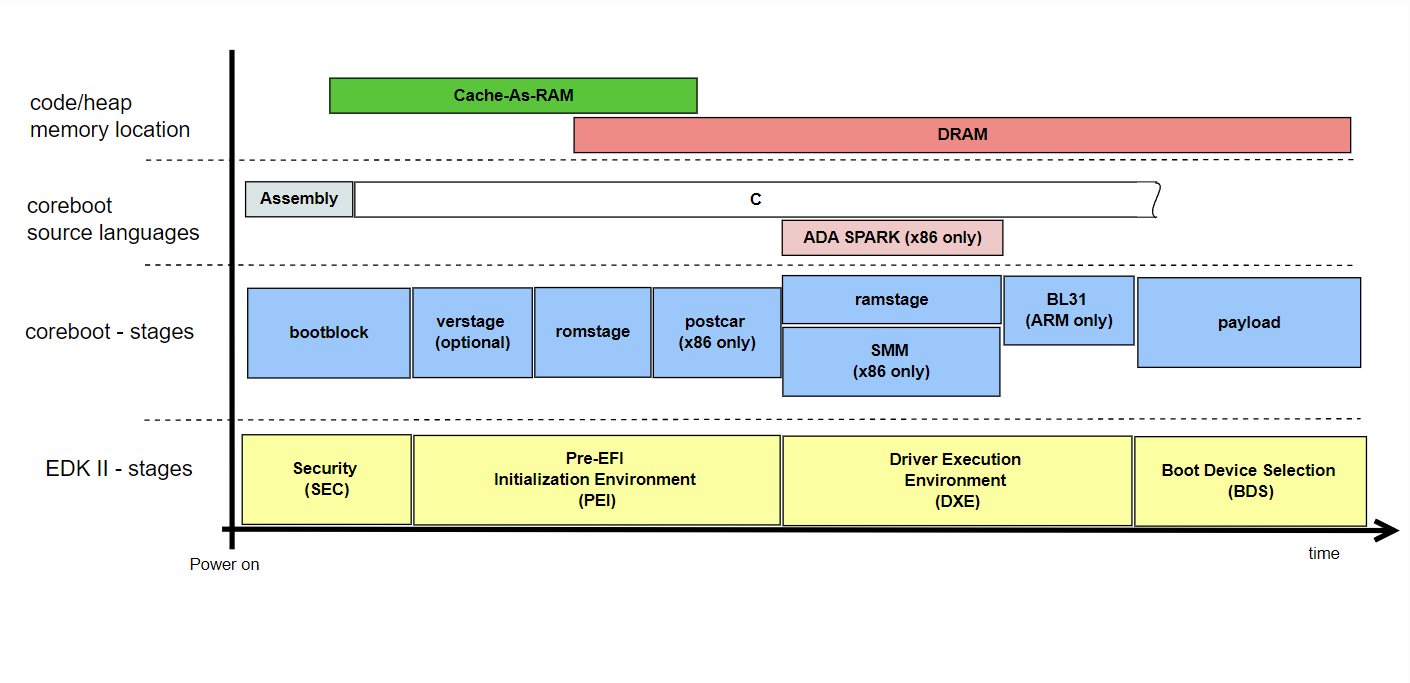 code/heap
memory location
Cache-As-RAM
DRAM
coreboot
source languages
Assembly
C
ADA SPARK (x86 only)
coreboot - stages
bootblock
verstage
(optional)
romstage
postcar
(x86 only)
ramstage
SMM
(x86 only)
BL31
(ARM only)
payload
EDK II - stages
Security
(SEC)
Pre-EFI
Initialization Environment
(PEI)
Driver Execution
Environment
(DXE)
Boot Device Selection
(BDS)
Power on
time